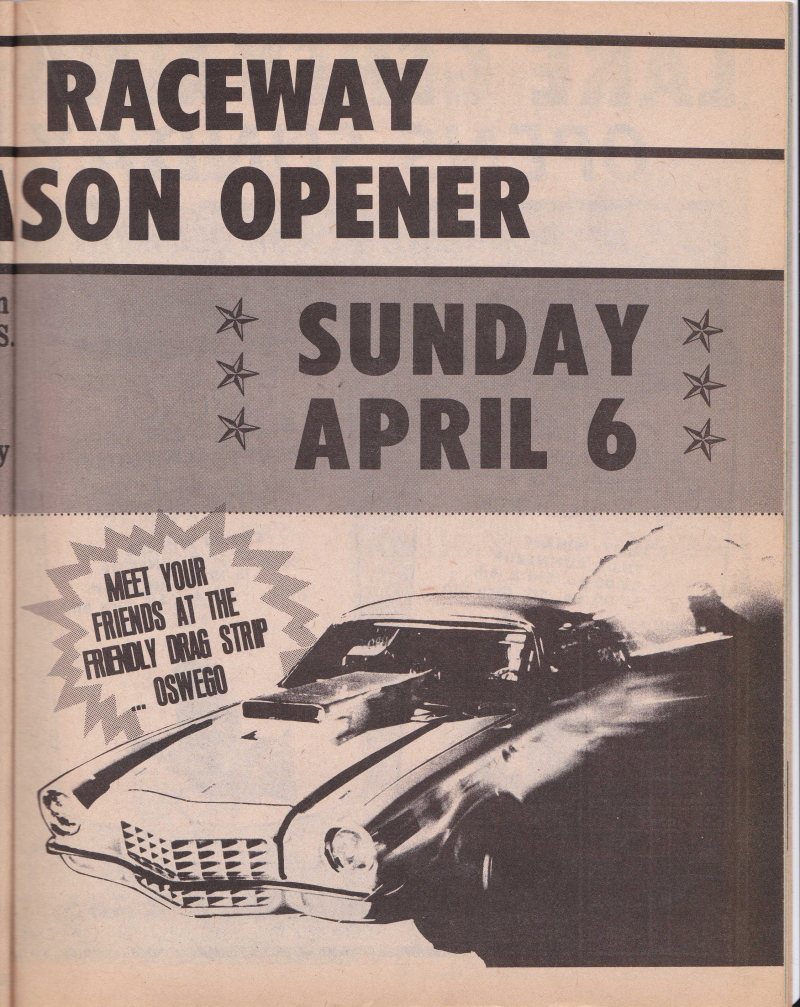 RACEWAY
ASON OPENER
n
S.
SUNDAY
y
APRIL 6
MEET YOUR
FRIENDS AT THE
FRIENDLY DRAG STRIP
... OSWEGO